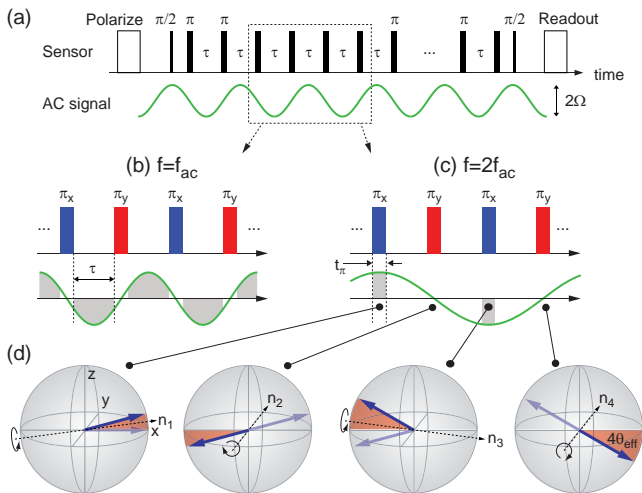 (a)
Polarize π/2 π π π π π/2 Readout
Sensor τ τ τ τ τ τ τ ... τ
time
AC signal 2Ω
(b) f=f_ac (c) f=2f_ac
π_x π_y π_x π_y π_x π_y π_x π_y
... ... ... ...
τ t_π
(d)
z y n_1 x n_2 n_3 n_4 4θ_eff